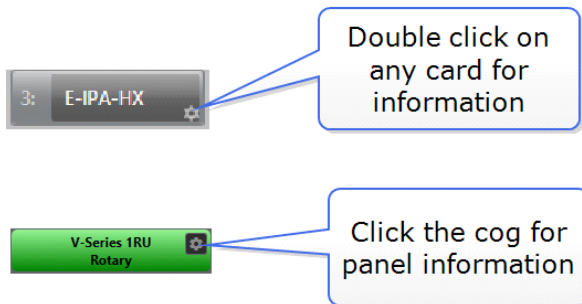 Double click on
any card for
information
3: E-IPA-HX
Click the cog for
panel information
V-Series 1RU
Rotary